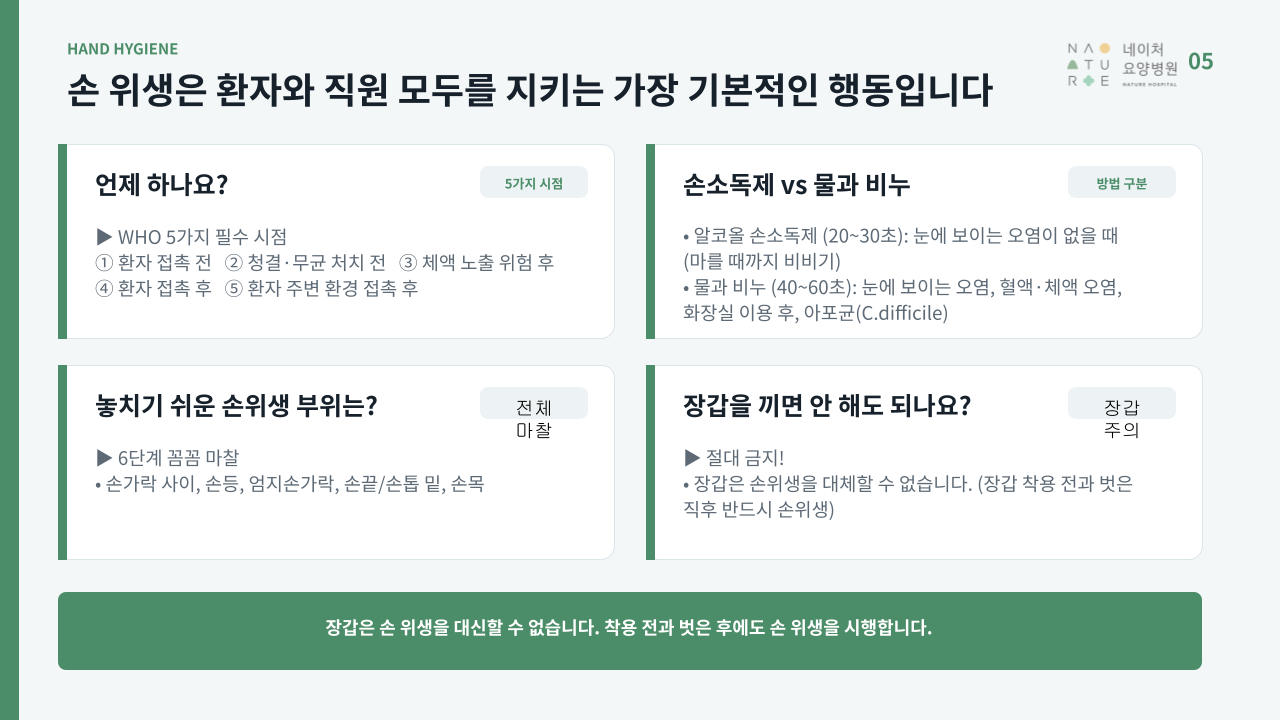 HAND HYGIENE
손 위생은 환자와 직원 모두를 지키는 가장 기본적인 행동입니다
NATURE
네이처
요양병원
NATURE HOSPITAL
05
언제 하나요?
5가지 시점
▶ WHO 5가지 필수 시점
① 환자 접촉 전 ② 청결·무균 처치 전 ③ 체액 노출 위험 후
④ 환자 접촉 후 ⑤ 환자 주변 환경 접촉 후
손소독제 vs 물과 비누
방법 구분
• 알코올 손소독제 (20~30초): 눈에 보이는 오염이 없을 때
(마를 때까지 비비기)
• 물과 비누 (40~60초): 눈에 보이는 오염, 혈액·체액 오염,
화장실 이용 후, 아포균(C.difficile)
놓치기 쉬운 손위생 부위는?
전체
마찰
▶ 6단계 꼼꼼 마찰
• 손가락 사이, 손등, 엄지손가락, 손끝/손톱 밑, 손목
장갑을 끼면 안 해도 되나요?
장갑
주의
▶ 절대 금지!
• 장갑은 손위생을 대체할 수 없습니다. (장갑 착용 전과 벗은
직후 반드시 손위생)
장갑은 손 위생을 대신할 수 없습니다. 착용 전과 벗은 후에도 손 위생을 시행합니다.